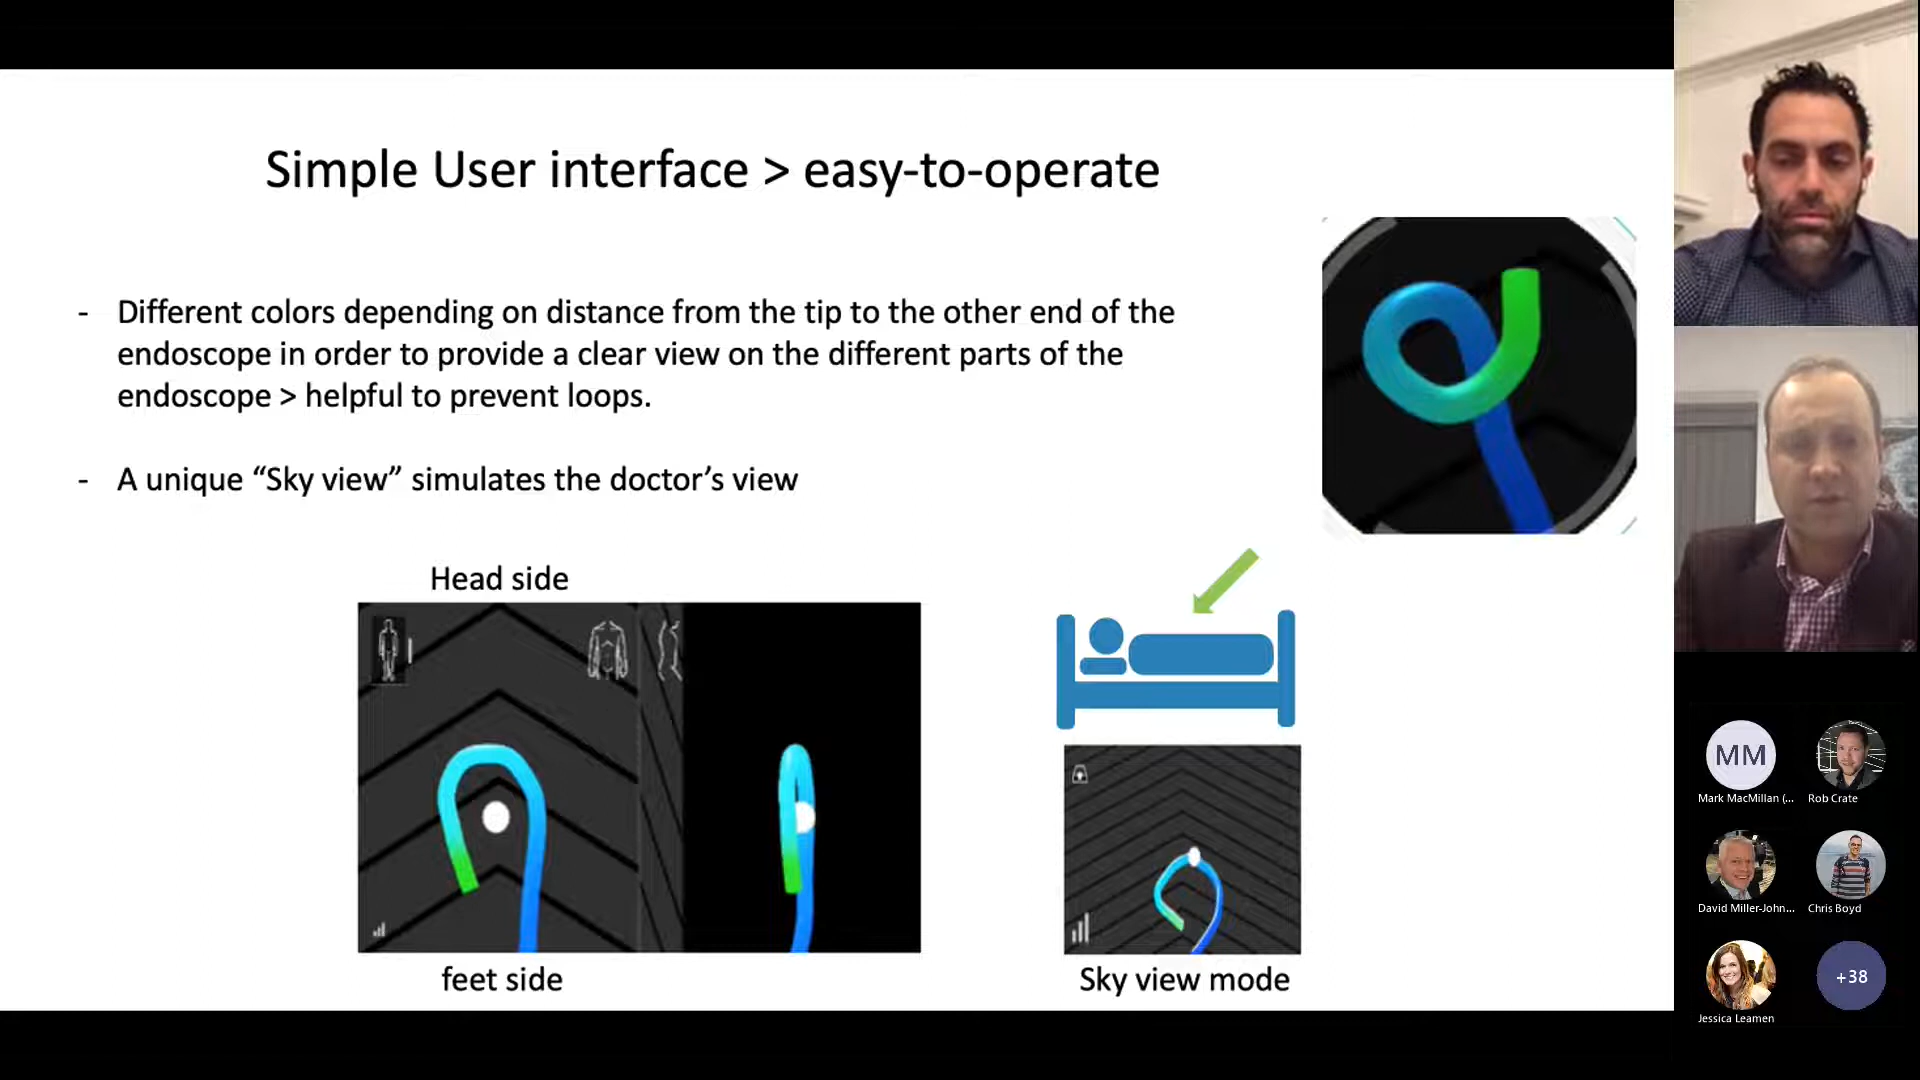 Simple User interface > easy-to-operate
- Different colors depending on distance from the tip to the other end of the
endoscope in order to provide a clear view on the different parts of the
endoscope > helpful to prevent loops.
- A unique “Sky view” simulates the doctor’s view
Head side
feet side
Sky view mode
MM
Mark MacMillan (...
Rob Crate
David Miller-John...
Chris Boyd
Jessica Leamen
+38